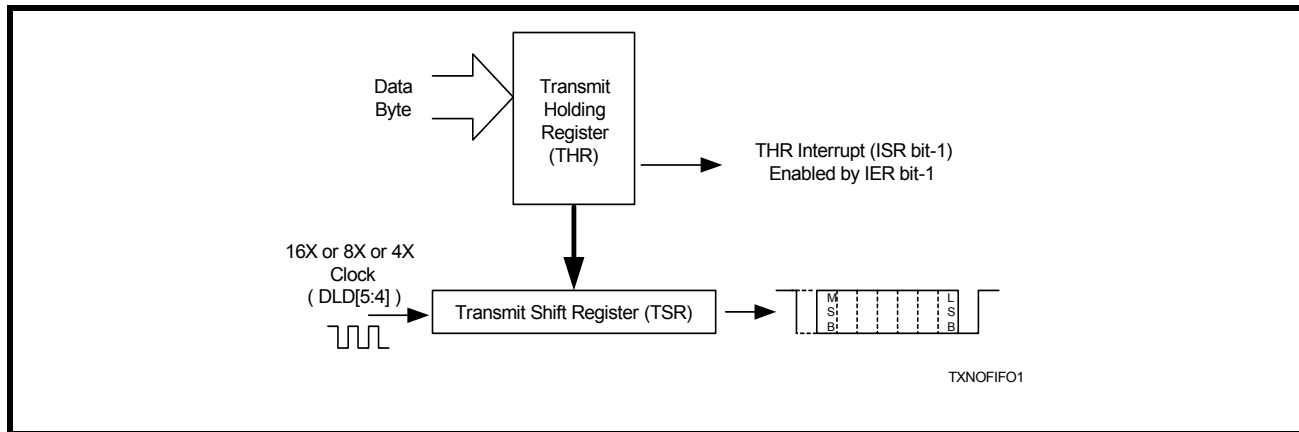 Data
Byte
Transmit
Holding
Register
(THR)
THR Interrupt (ISR bit-1)
Enabled by IER bit-1
16X or 8X or 4X
Clock
( DLD[5:4] )
Transmit Shift Register (TSR)
M
S
B
L
S
B
TXNOFIFO1